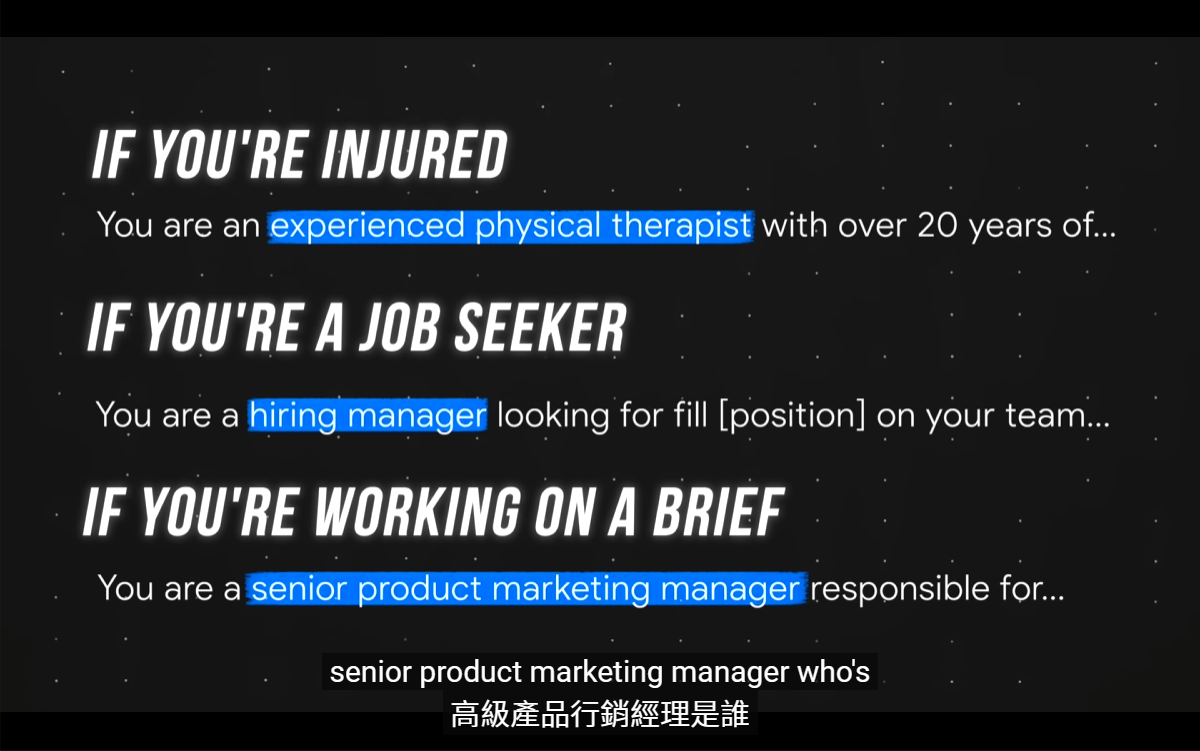 IF YOU'RE INJURED
You are an experienced physical therapist with over 20 years of...
IF YOU'RE A JOB SEEKER
You are a hiring manager looking for fill [position] on your team...
IF YOU'RE WORKING ON A BRIEF
You are a senior product marketing manager responsible for...
senior product marketing manager who's
高級產品行銷經理是誰